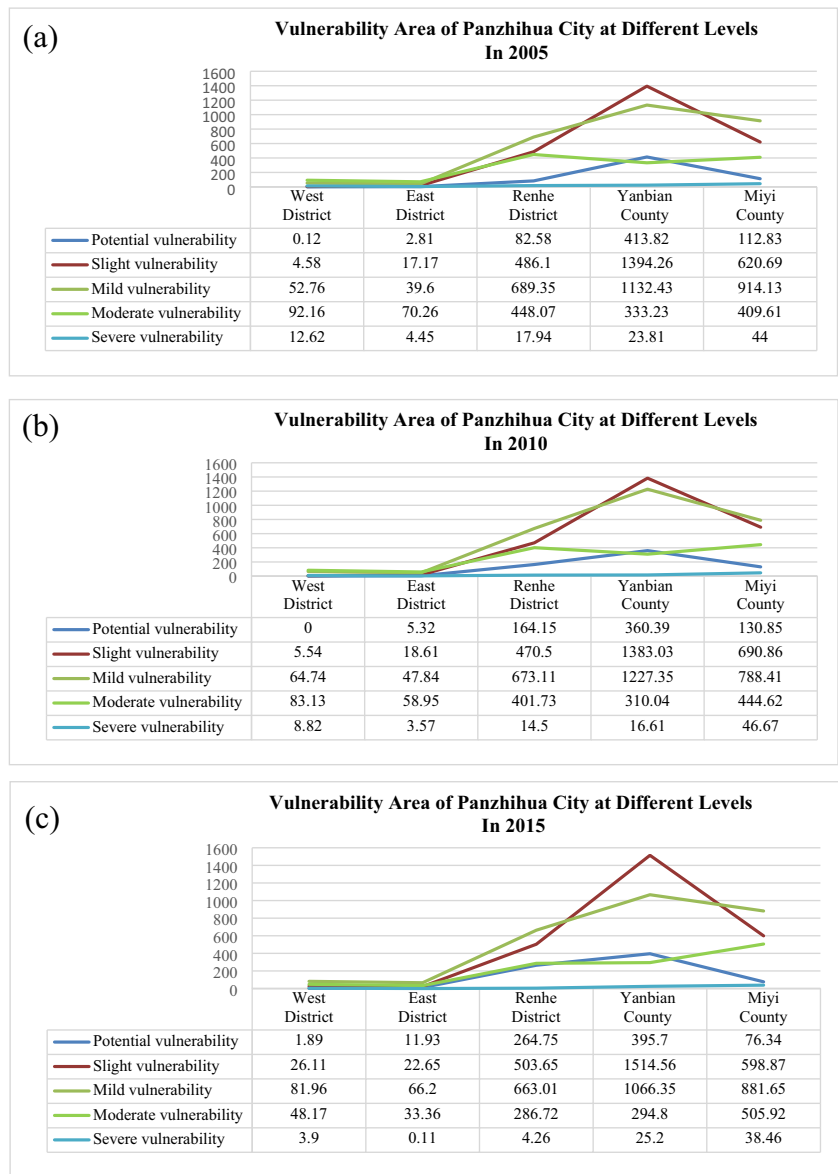 (a)
Vulnerability Area of Panzhihua City at Different Levels
In 2005
1600
1400
1200
1000
800
600
400
200
0
West District East District Renhe District Yanbian County Miyi County
Potential vulnerability 0.12 2.81 82.58 413.82 112.83
Slight vulnerability 4.58 17.17 486.1 1394.26 620.69
Mild vulnerability 52.76 39.6 689.35 1132.43 914.13
Moderate vulnerability 92.16 70.26 448.07 333.23 409.61
Severe vulnerability 12.62 4.45 17.94 23.81 44
(b)
Vulnerability Area of Panzhihua City at Different Levels
In 2010
1600
1400
1200
1000
800
600
400
200
0
West District East District Renhe District Yanbian County Miyi County
Potential vulnerability 0 5.32 164.15 360.39 130.85
Slight vulnerability 5.54 18.61 470.5 1383.03 690.86
Mild vulnerability 64.74 47.84 673.11 1227.35 788.41
Moderate vulnerability 83.13 58.95 401.73 310.04 444.62
Severe vulnerability 8.82 3.57 14.5 16.61 46.67
(c)
Vulnerability Area of Panzhihua City at Different Levels
In 2015
1600
1400
1200
1000
800
600
400
200
0
West District East District Renhe District Yanbian County Miyi County
Potential vulnerability 1.89 11.93 264.75 395.7 76.34
Slight vulnerability 26.11 22.65 503.65 1514.56 598.87
Mild vulnerability 81.96 66.2 663.01 1066.35 881.65
Moderate vulnerability 48.17 33.36 286.72 294.8 505.92
Severe vulnerability 3.9 0.11 4.26 25.2 38.46